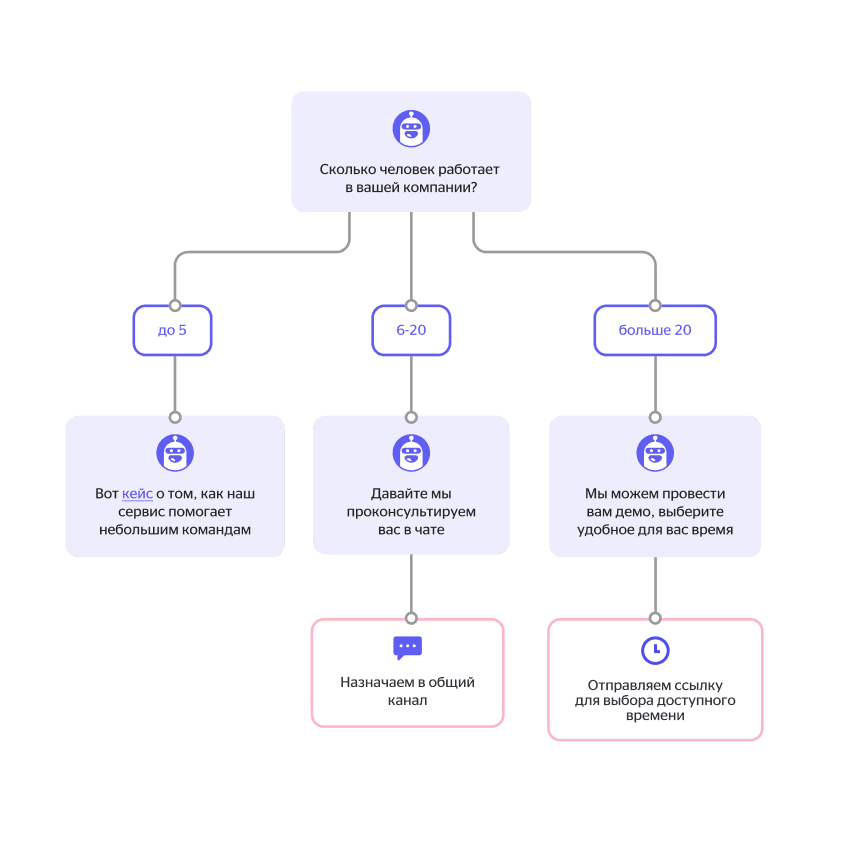 Сколько человек работает
в вашей компании?
до 5
6-20
больше 20
Вот кейс о том, как наш
сервис помогает
небольшим командам
Давайте мы
проконсультируем
вас в чате
Мы можем провести
вам демо, выберите
удобное для вас время
Назначаем в общий
канал
Отправляем ссылку
для выбора доступного
времени